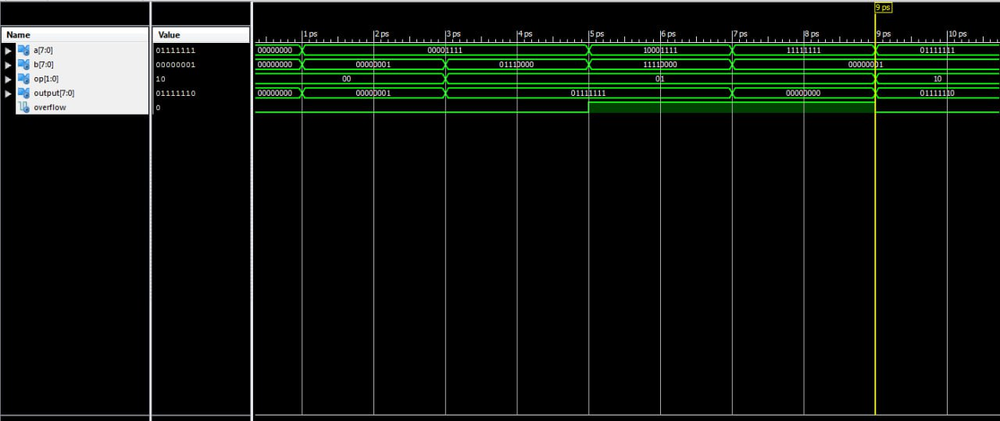 9 ps
Name Value 1 ps 2 ps 3 ps 4 ps 5 ps 6 ps 7 ps 8 ps 9 ps 10 ps
a[7:0] 01111111 00000000 00001111 10001111 11111111 01111111
b[7:0] 00000001 00000000 00000001 01110000 11110000 00000001
op[1:0] 10 00 01 10
output[7:0] 01111110 00000000 00000001 01111111 00000000 01111110
overflow 0